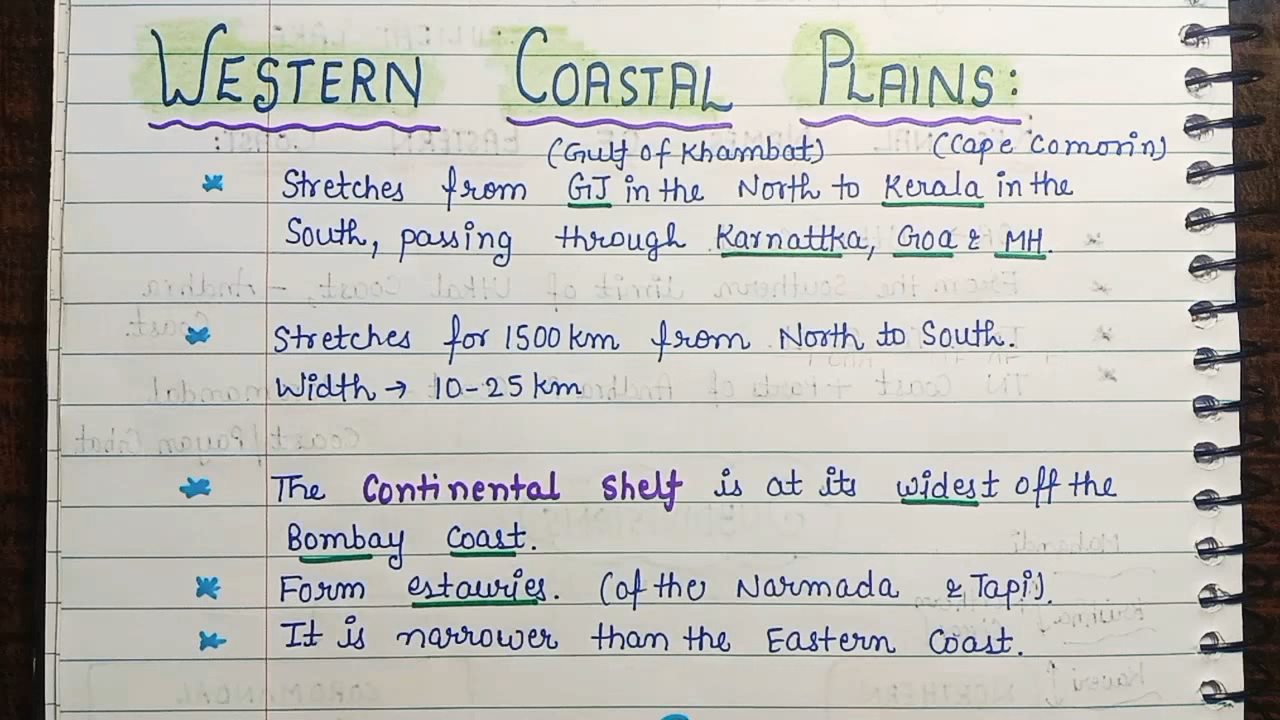 WESTERN COASTAL PLAINS:
(Gulf of Khambat) (Cape Comorin)
Stretches from GJ in the North to Kerala in the
South, passing through Karnattka, Goa & MH.
Stretches for 1500 km from North to South.
Width → 10-25 km
The Continental Shelf is at its widest off the
Bombay Coast.
Form estauries. (of the Narmada & Tapi).
It is narrower than the Eastern Coast.